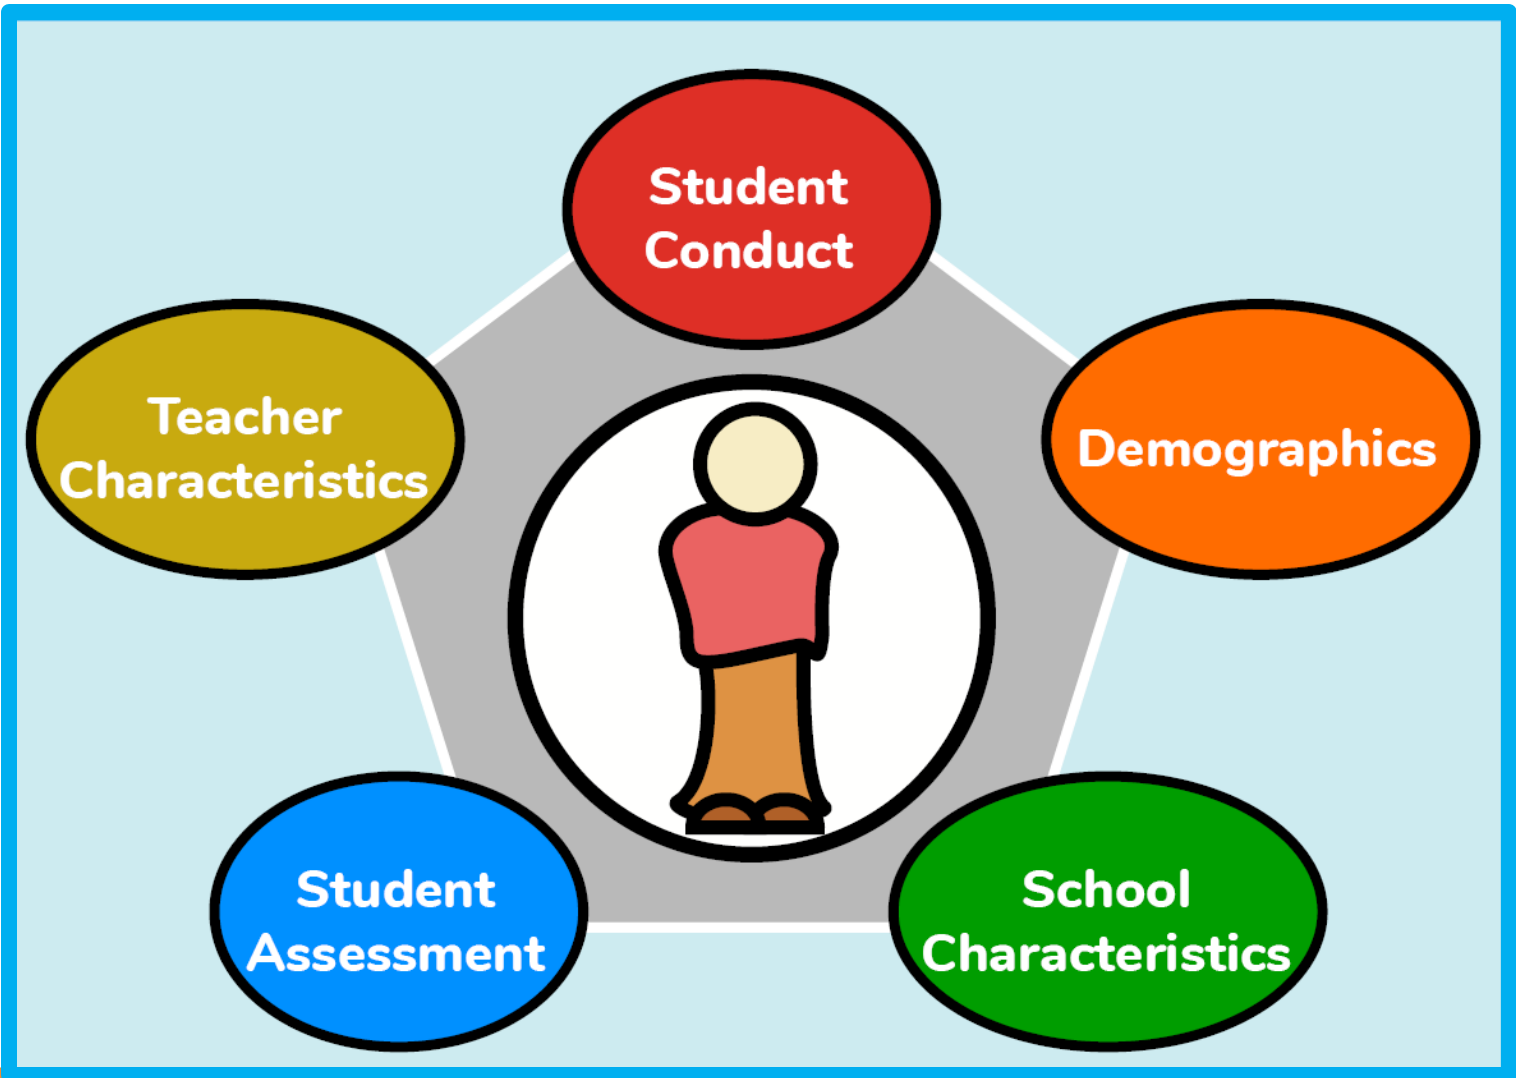 Student
Conduct
Teacher
Characteristics
Demographics
Student
Assessment
School
Characteristics